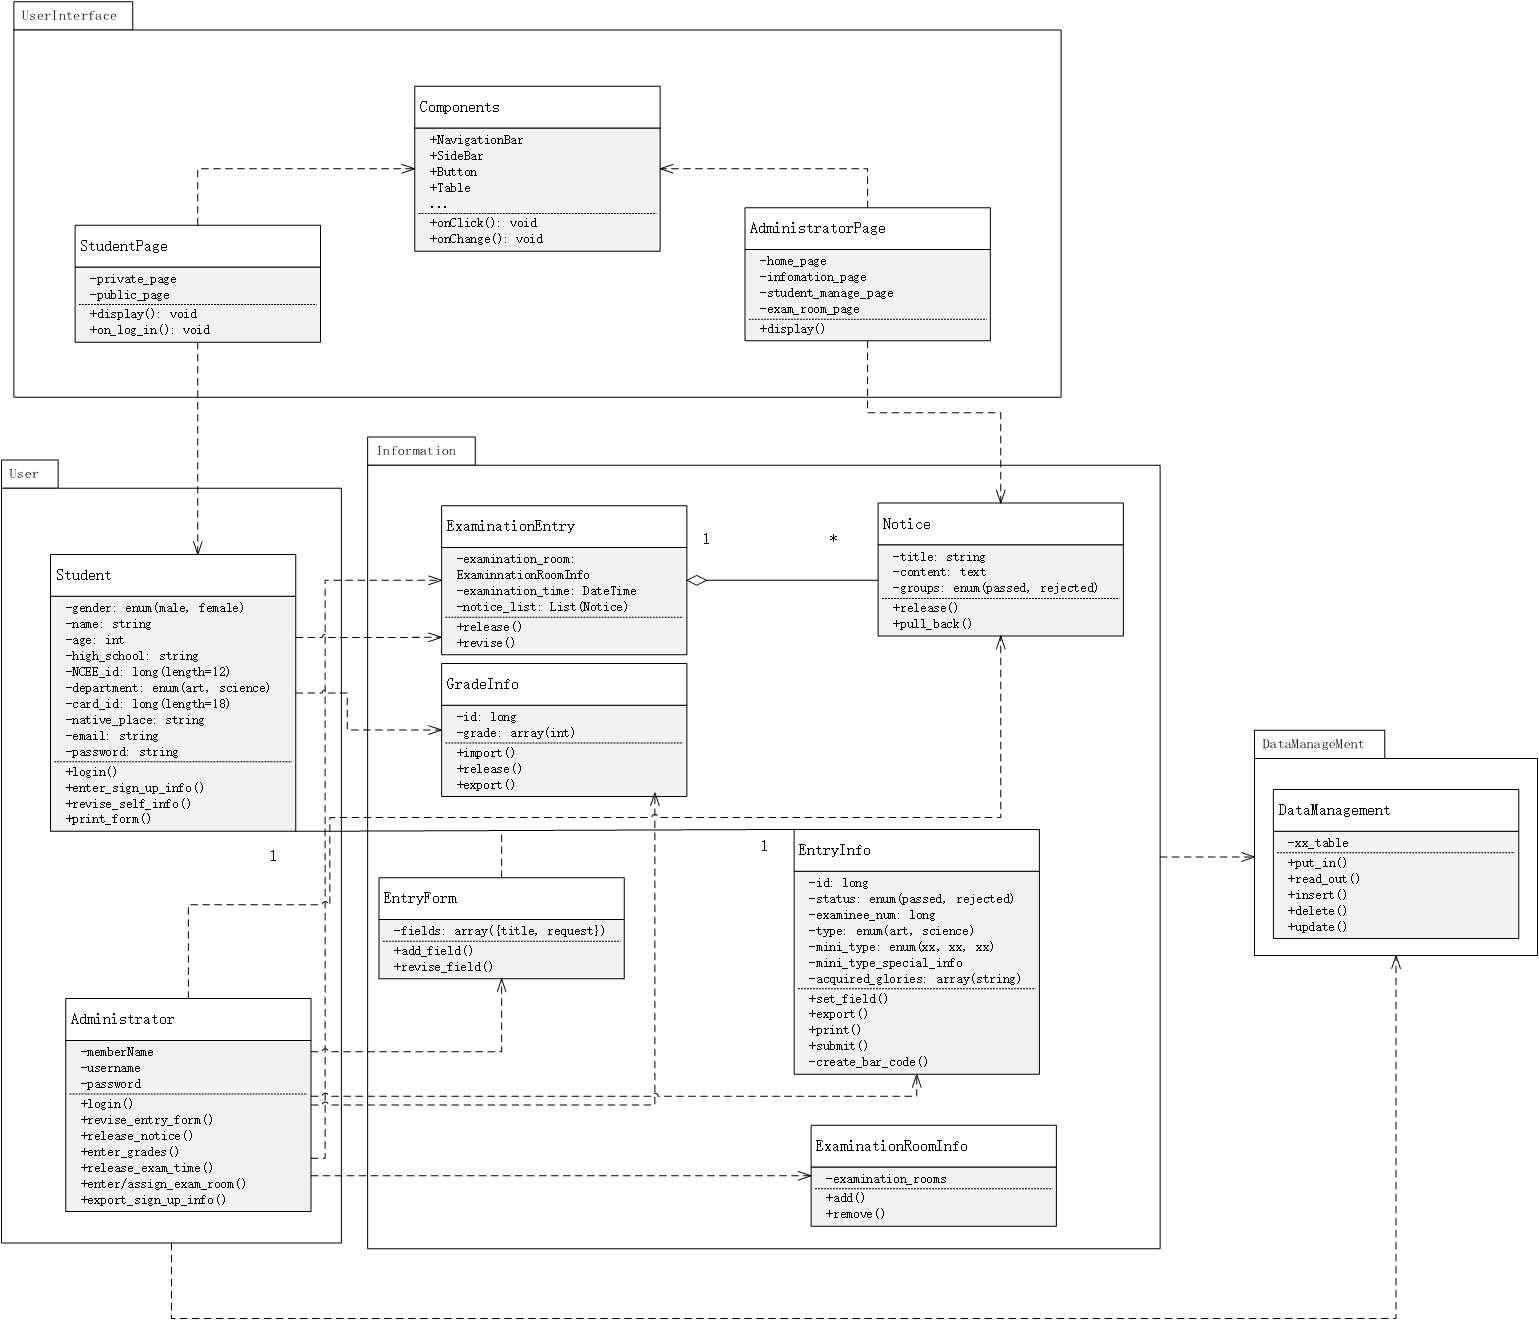 UserInterface
Components
+NavigationBar
+SideBar
+Button
+Table
...
+onClick(): void
+onChange(): void
StudentPage
-private_page
-public_page
+display(): void
+on_log_in(): void
AdministratorPage
-home_page
-infomation_page
-student_manage_page
-exam_room_page
+display()
User
Student
-gender: enum(male, female)
-name: string
-age: int
-high_school: string
-NCEE_id: long(length=12)
-department: enum(art, science)
-card_id: long(length=18)
-native_place: string
-email: string
-password: string
+login()
+enter_sign_up_info()
+revise_self_info()
+print_form()
1
Administrator
-memberName
-username
-password
+login()
+revise_entry_form()
+release_notice()
+enter_grades()
+release_exam_time()
+enter/assign_exam_room()
+export_sign_up_info()
Information
ExaminationEntry
-examination_room:
ExaminnationRoomInfo
-examination_time: DateTime
-notice_list: List(Notice)
+release()
+revise()
1
*
Notice
-title: string
-content: text
-groups: enum(passed, rejected)
+release()
+pull_back()
GradeInfo
-id: long
-grade: array(int)
+import()
+release()
+export()
1
EntryForm
-fields: array({title, request})
+add_field()
+revise_field()
EntryInfo
-id: long
-status: enum(passed, rejected)
-examinee_num: long
-type: enum(art, science)
-mini_type: enum(xx, xx, xx)
-mini_type_special_info
-acquired_glories: array(string)
+set_field()
+export()
+print()
+submit()
-create_bar_code()
ExaminationRoomInfo
-examination_rooms
+add()
+remove()
DataManageMent
DataManagement
-xx_table
+put_in()
+read_out()
+insert()
+delete()
+update()